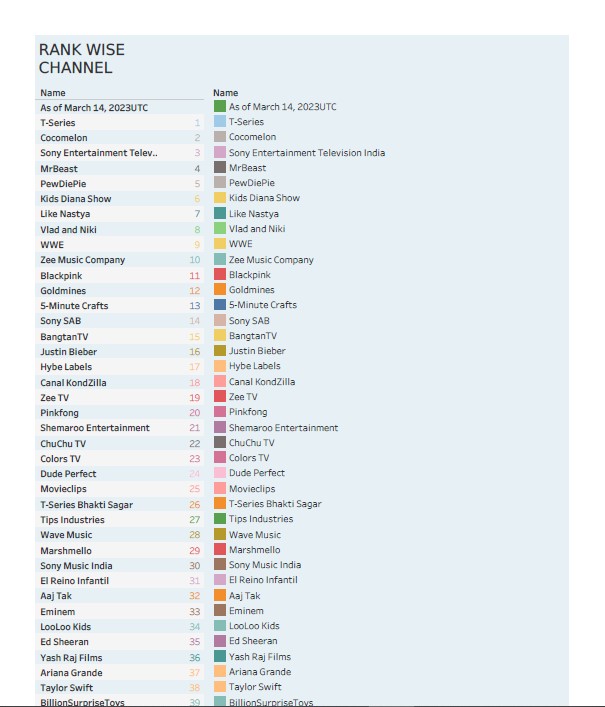 RANK WISE
CHANNEL
Name
As of March 14, 2023UTC
T-Series 1
Cocomelon 2
Sony Entertainment Telev.. 3
MrBeast 4
PewDiePie 5
Kids Diana Show 6
Like Nastya 7
Vlad and Niki 8
WWE 9
Zee Music Company 10
Blackpink 11
Goldmines 12
5-Minute Crafts 13
Sony SAB 14
BangtanTV 15
Justin Bieber 16
Hybe Labels 17
Canal KondZilla 18
Zee TV 19
Pinkfong 20
Shemaroo Entertainment 21
ChuChu TV 22
Colors TV 23
Dude Perfect 24
Movieclips 25
T-Series Bhakti Sagar 26
Tips Industries 27
Wave Music 28
Marshmello 29
Sony Music India 30
El Reino Infantil 31
Aaj Tak 32
Eminem 33
LooLoo Kids 34
Ed Sheeran 35
Yash Raj Films 36
Ariana Grande 37
Taylor Swift 38
BillionSurpriseToys 39
Name
As of March 14, 2023UTC
T-Series
Cocomelon
Sony Entertainment Television India
MrBeast
PewDiePie
Kids Diana Show
Like Nastya
Vlad and Niki
WWE
Zee Music Company
Blackpink
Goldmines
5-Minute Crafts
Sony SAB
BangtanTV
Justin Bieber
Hybe Labels
Canal KondZilla
Zee TV
Pinkfong
Shemaroo Entertainment
ChuChu TV
Colors TV
Dude Perfect
Movieclips
T-Series Bhakti Sagar
Tips Industries
Wave Music
Marshmello
Sony Music India
El Reino Infantil
Aaj Tak
Eminem
LooLoo Kids
Ed Sheeran
Yash Raj Films
Ariana Grande
Taylor Swift
BillionSurpriseToys